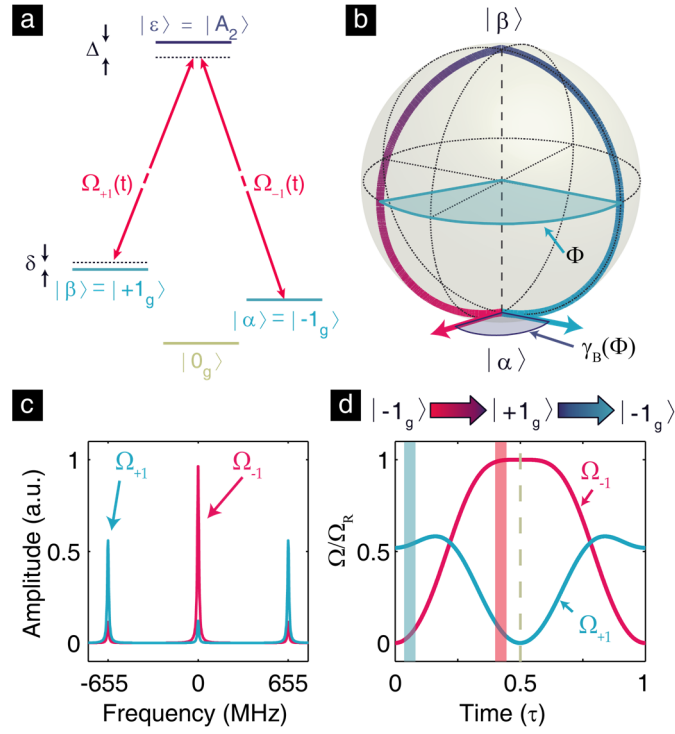 a
|ε⟩ = |A₂⟩
Δ
Ω₊₁(t)
Ω₋₁(t)
δ
|β⟩ = |+1g⟩
|α⟩ = |-1g⟩
|0g⟩
b
|β⟩
Φ
|α⟩
γB(Φ)
c
Ω₊₁
Ω₋₁
Amplitude (a.u.)
1
0.5
0
-655
0
655
Frequency (MHz)
d
|-1g⟩
|+1g⟩
|-1g⟩
Ω/ΩR
1
0.5
0
Ω₋₁
Ω₊₁
0
0.5
1
Time (τ)